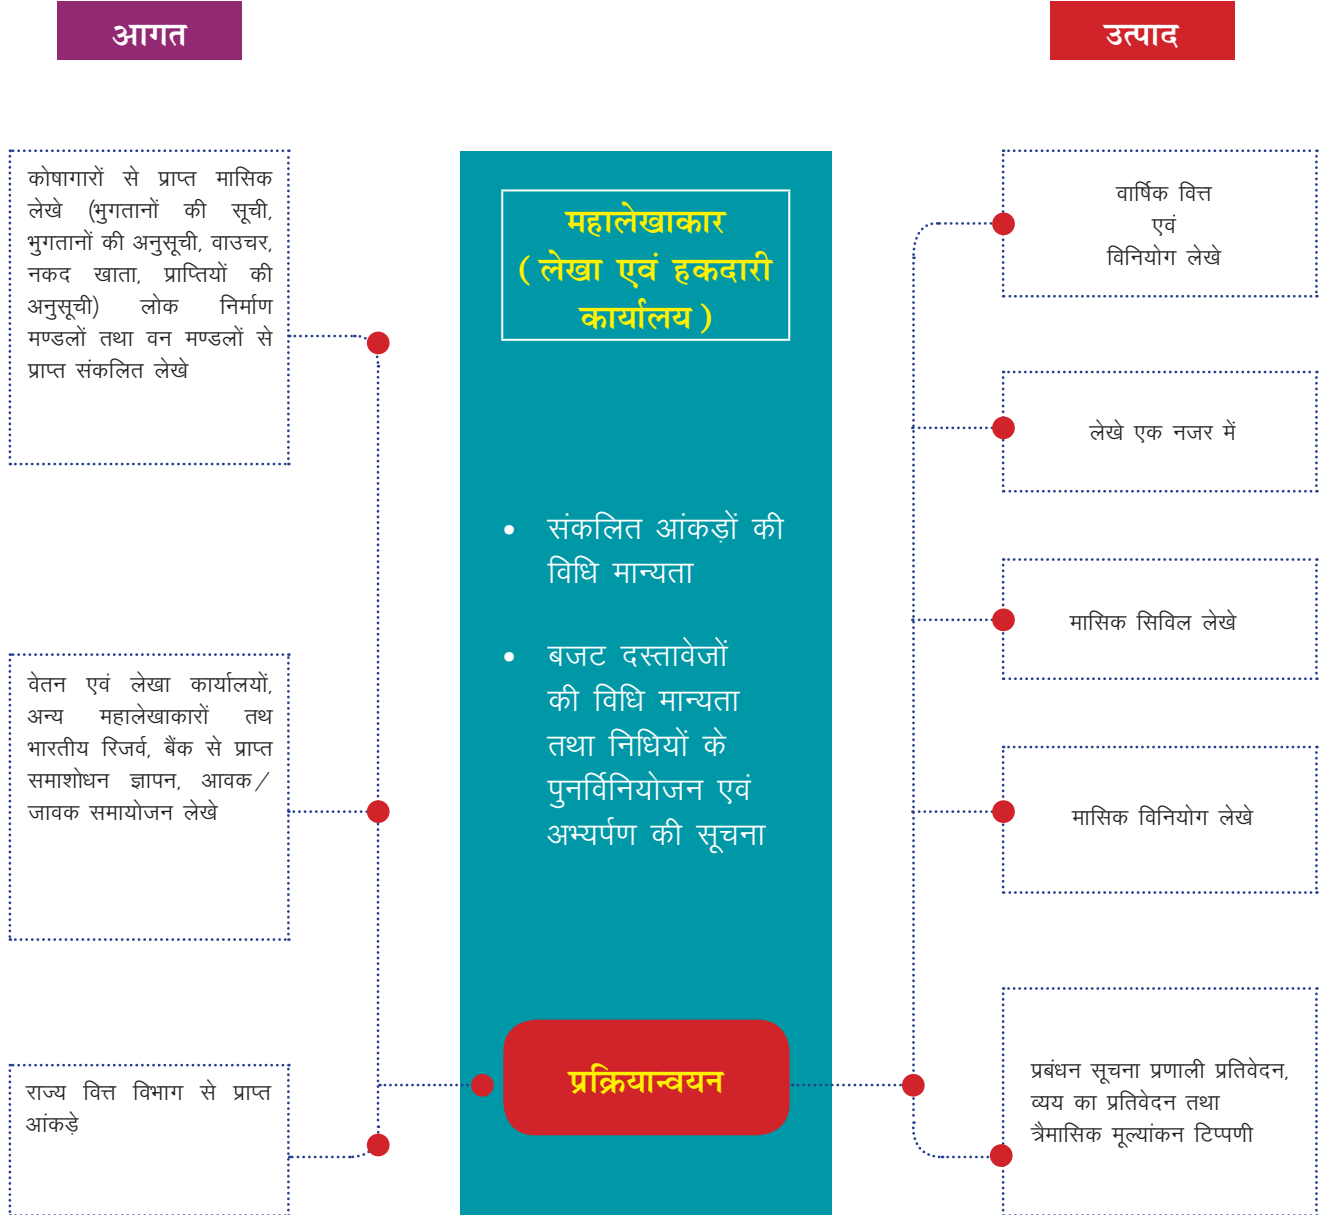 आगत
उत्पाद
कोषागारों से प्राप्त मासिक
लेखे (भुगतानों की सूची,
भुगतानों की अनुसूची, वाउचर,
नकद खाता, प्राप्तियों की
अनुसूची) लोक निर्माण
मण्डलों तथा वन मण्डलों से
प्राप्त संकलित लेखे
वेतन एवं लेखा कार्यालयों,
अन्य महालेखाकारों तथ
भारतीय रिजर्व, बैंक से प्राप्त
समाशोधन ज्ञापन, आवक/
जावक समायोजन लेखे
राज्य वित्त विभाग से प्राप्त
आंकड़े
महालेखाकार
( लेखा एवं हकदारी
कार्यालय )
• संकलित आंकड़ों की
विधि मान्यता
• बजट दस्तावेजों
की विधि मान्यता
तथा निधियों के
पुनर्विनियोजन एवं
अभ्यर्पण की सूचना
प्रक्रियान्वयन
वार्षिक वित्त
एवं
विनियोग लेखे
लेखे एक नजर में
मासिक सिविल लेखे
मासिक विनियोग लेखे
प्रबंधन सूचना प्रणाली प्रतिवेदन,
व्यय का प्रतिवेदन तथा
त्रैमासिक मूल्यांकन टिप्पणी